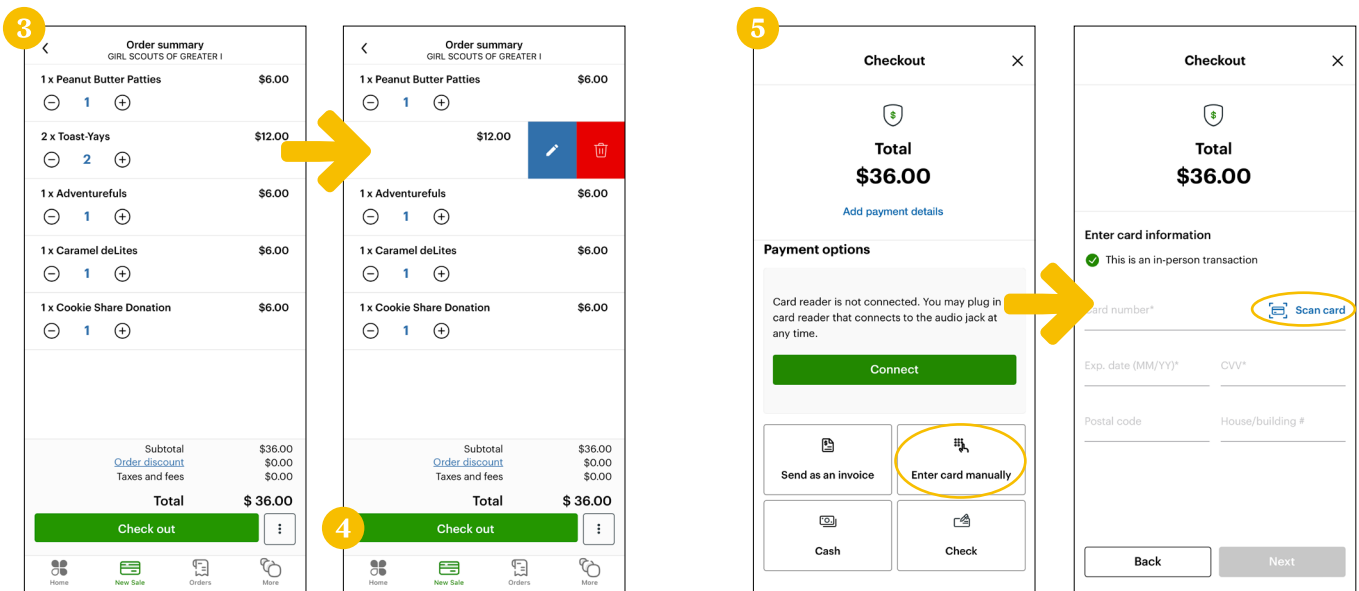 3
Order summary
GIRL SCOUTS OF GREATER I
1 x Peanut Butter Patties $6.00
1
2 x Toast-Yays $12.00
2
1 x Adventurefuls $6.00
1
1 x Caramel deLites $6.00
1
1 x Cookie Share Donation $6.00
1
Subtotal $36.00
Order discount $0.00
Taxes and fees $0.00
Total $ 36.00
Check out
Home New Sale Orders More
Order summary
GIRL SCOUTS OF GREATER I
1 x Peanut Butter Patties $6.00
1
$12.00
1 x Adventurefuls $6.00
1
1 x Caramel deLites $6.00
1
1 x Cookie Share Donation $6.00
1
Subtotal $36.00
Order discount $0.00
Taxes and fees $0.00
Total $ 36.00
4
Check out
Home New Sale Orders More
5
Checkout
$
Total
$36.00
Add payment details
Payment options
Card reader is not connected. You may plug in
card reader that connects to the audio jack at
any time.
Connect
Send as an invoice
Enter card manually
Cash
Check
Checkout
$
Total
$36.00
Enter card information
This is an in-person transaction
Card number* Scan card
Exp. date (MM/YY)* CVV*
Postal code House/building #
Back Next